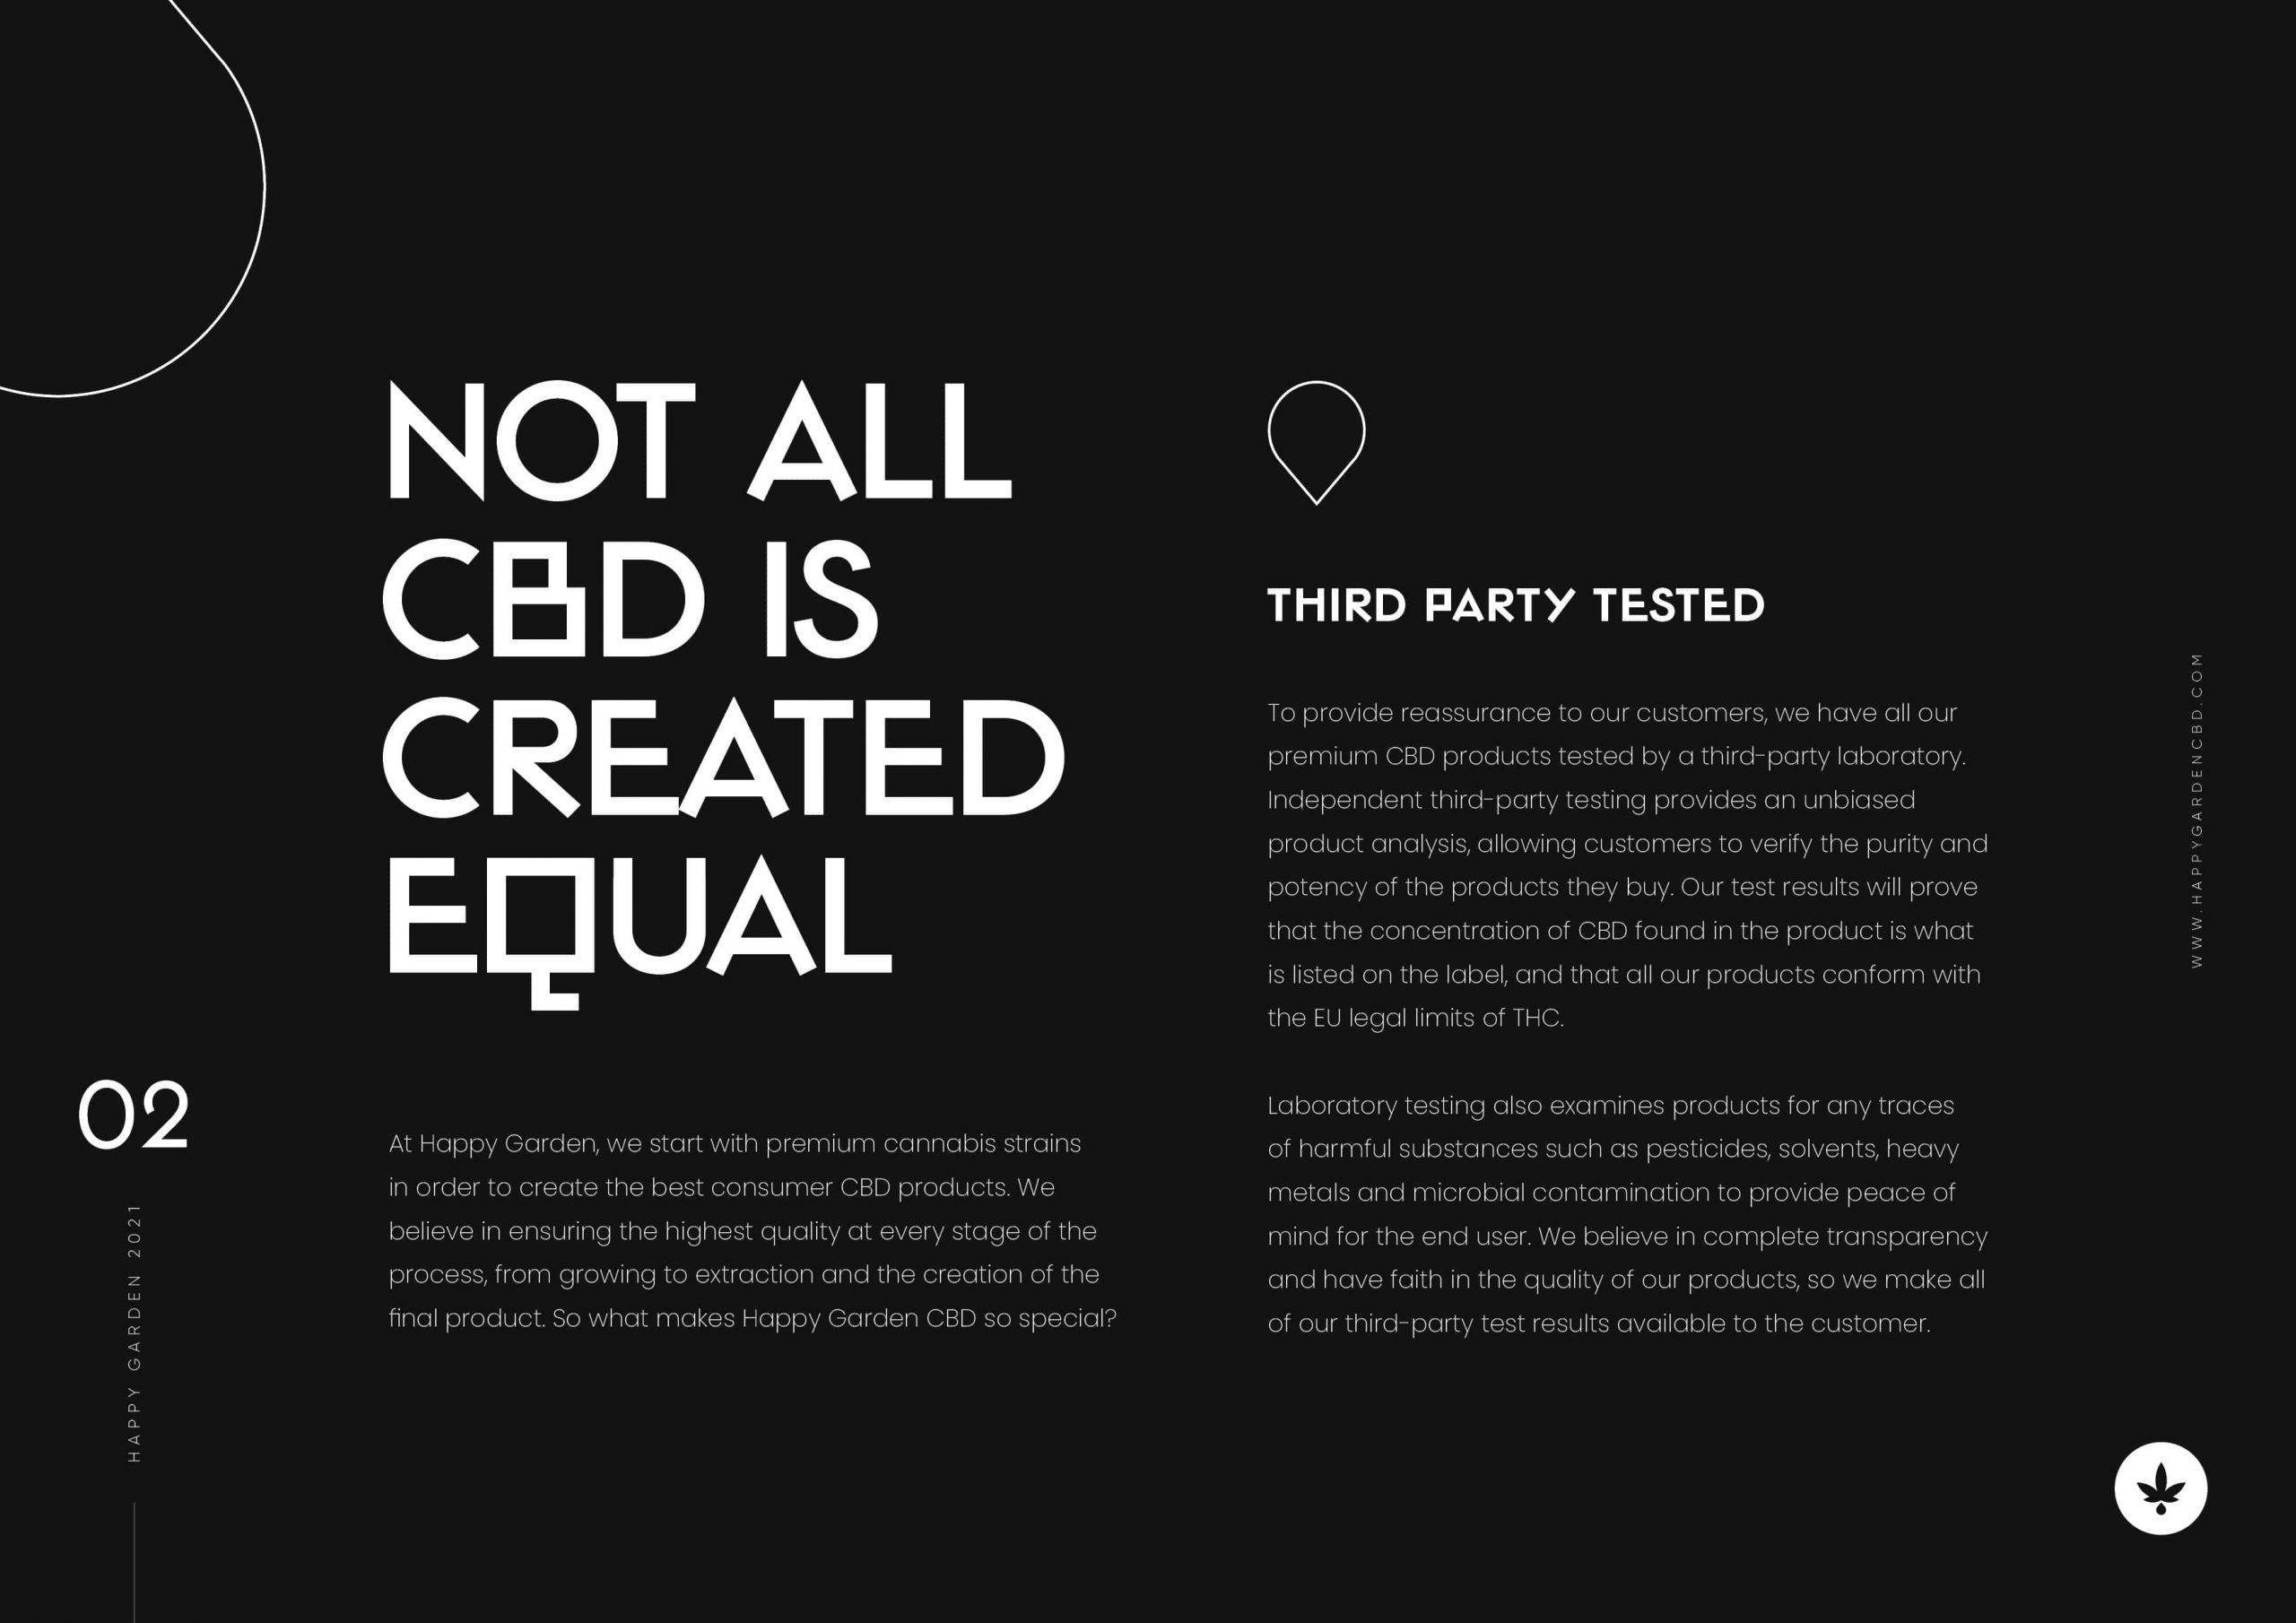 NOT ALL
CBD IS
CREATED
EQUAL
02
HAPPY GARDEN 2021
At Happy Garden, we start with premium cannabis strains
in order to create the best consumer CBD products. We
believe in ensuring the highest quality at every stage of the
process, from growing to extraction and the creation of the
final product. So what makes Happy Garden CBD so special?
THIRD PARTY TESTED
To provide reassurance to our customers, we have all our
premium CBD products tested by a third-party laboratory.
Independent third-party testing provides an unbiased
product analysis, allowing customers to verify the purity and
potency of the products they buy. Our test results will prove
that the concentration of CBD found in the product is what
is listed on the label, and that all our products conform with
the EU legal limits of THC.
Laboratory testing also examines products for any traces
of harmful substances such as pesticides, solvents, heavy
metals and microbial contamination to provide peace of
mind for the end user. We believe in complete transparency
and have faith in the quality of our products, so we make all
of our third-party test results available to the customer.
WWW.HAPPYGARDENCBD.COM